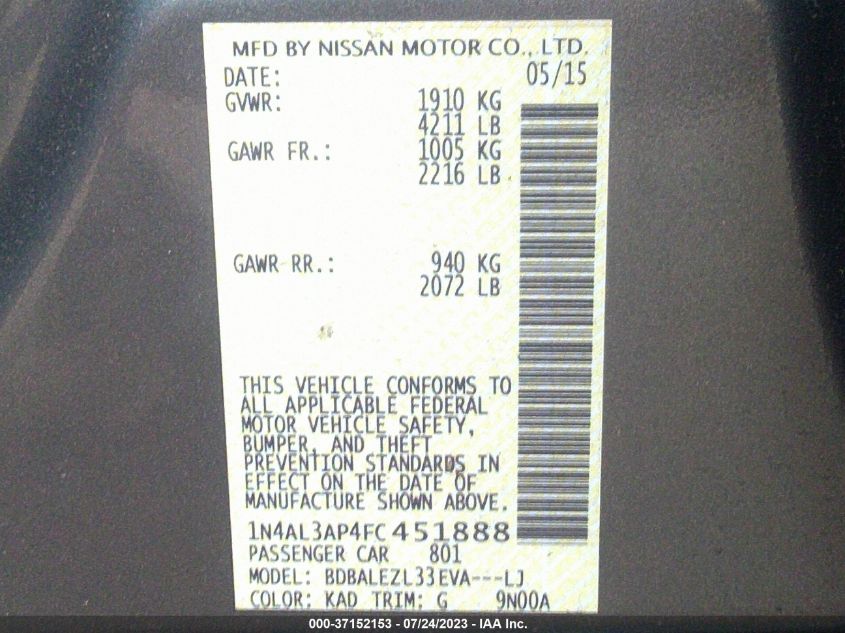 MFD BY NISSAN MOTOR CO., LTD.
DATE: 05/15
GVWR: 1910 KG
4211 LB
GAWR FR.: 1005 KG
2216 LB
GAWR RR.: 940 KG
2072 LB
THIS VEHICLE CONFORMS TO
ALL APPLICABLE FEDERAL
MOTOR VEHICLE SAFETY,
BUMPER, AND THEFT
PREVENTION STANDARDS IN
EFFECT ON THE DATE OF
MANUFACTURE SHOWN ABOVE.
1N4AL3AP4FC451888
PASSENGER CAR 801
MODEL: BDBALEZL33EVA---LJ
COLOR: KAD TRIM: G 9N00A
000-37152153 - 07/24/2023 - IAA Inc.